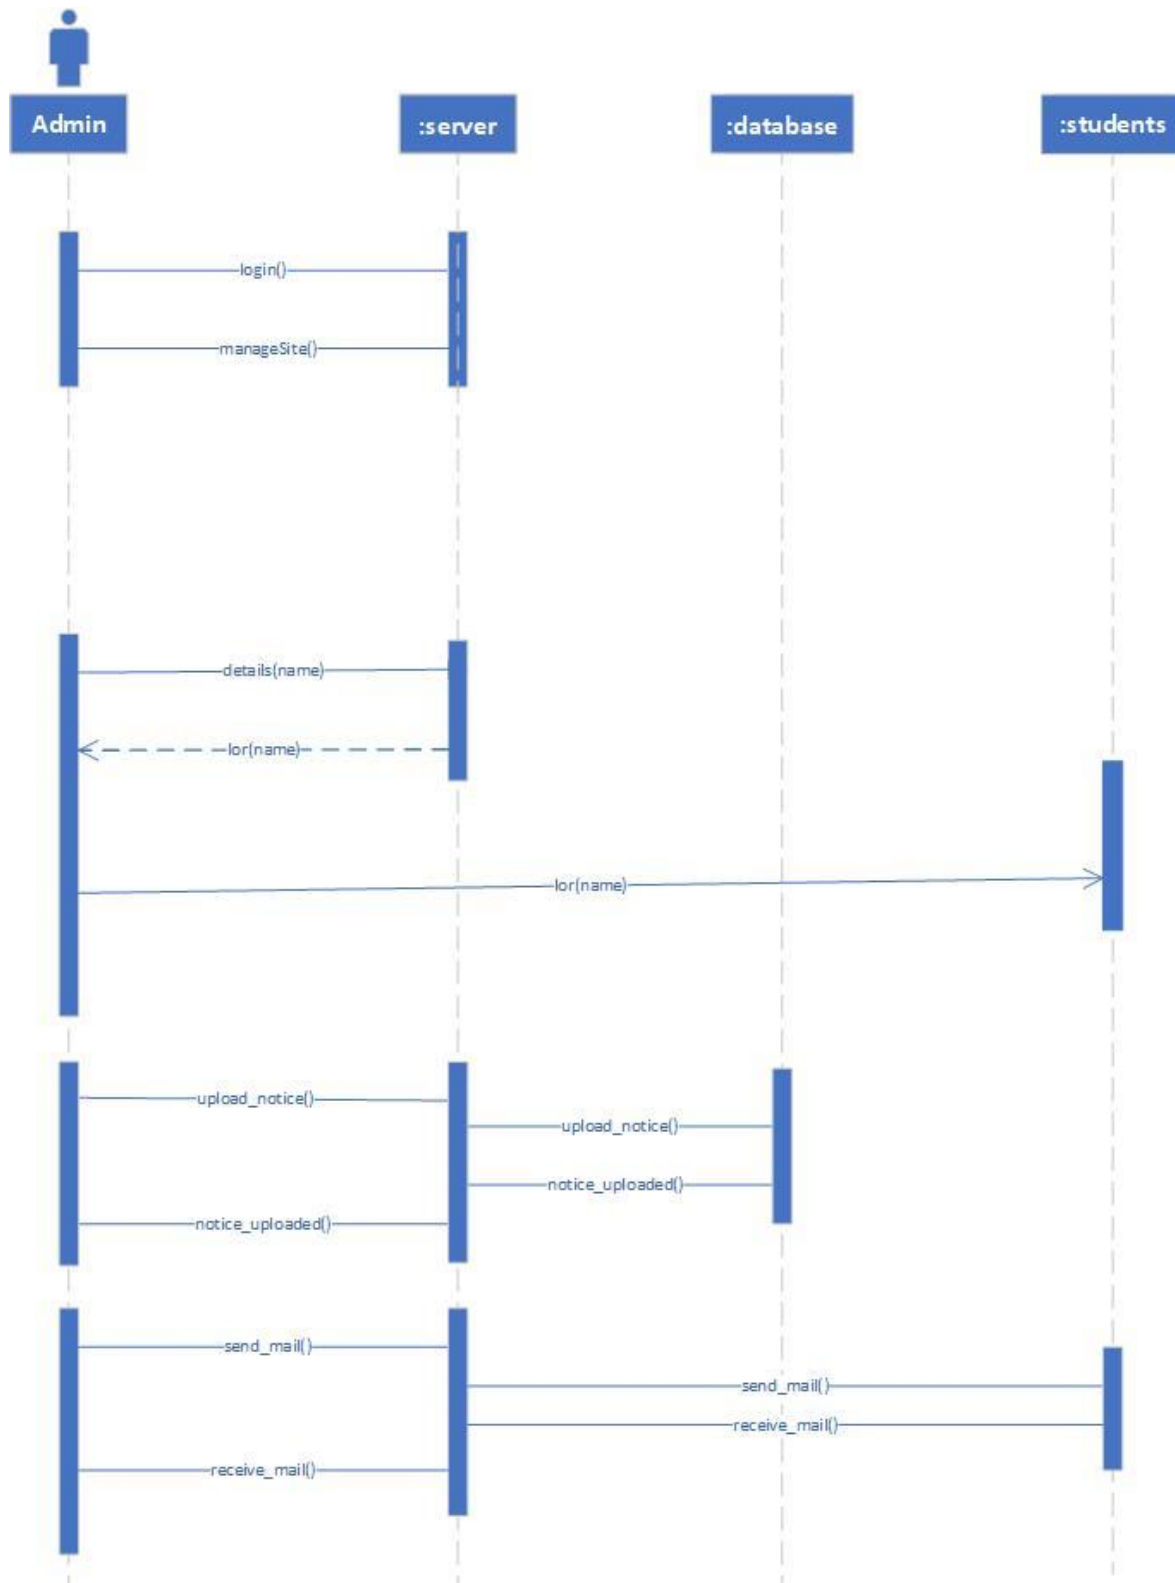 Admin
:server
:database
:students
login()
manageSite()
details(name)
lor(name)
lor(name)
upload_notice()
upload_notice()
notice_uploaded()
notice_uploaded()
send_mail()
send_mail()
receive_mail()
receive_mail()